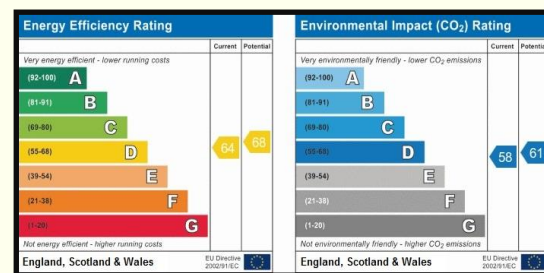 Energy Efficiency Rating
Current Potential
Very energy efficient - lower running costs
(92-100) A
(81-91) B
(69-80) C
(55-68) D
(39-54) E
(21-38) F
(1-20) G
64 68
Not energy efficient - higher running costs
England, Scotland & Wales
EU Directive
2002/91/EC
Environmental Impact (CO2) Rating
Current Potential
Very environmentally friendly - lower CO2 emissions
(92-100) A
(81-91) B
(69-80) C
(55-68) D
(39-54) E
(21-38) F
(1-20) G
58 61
Not environmentally friendly - higher CO2 emissions
England, Scotland & Wales
EU Directive
2002/91/EC